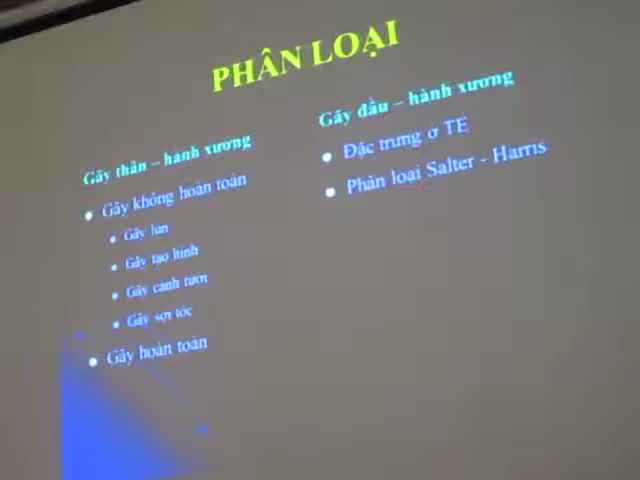 PHÂN LOẠI
Gãy thân – hành xương
Gãy không hoàn toàn
Gãy lún
Gãy tạo hình
Gãy cành tươi
Gãy sợi tóc
Gãy hoàn toàn
Gãy đầu – hành xương
Đặc trưng ở TE
Phân loại Salter - Harris